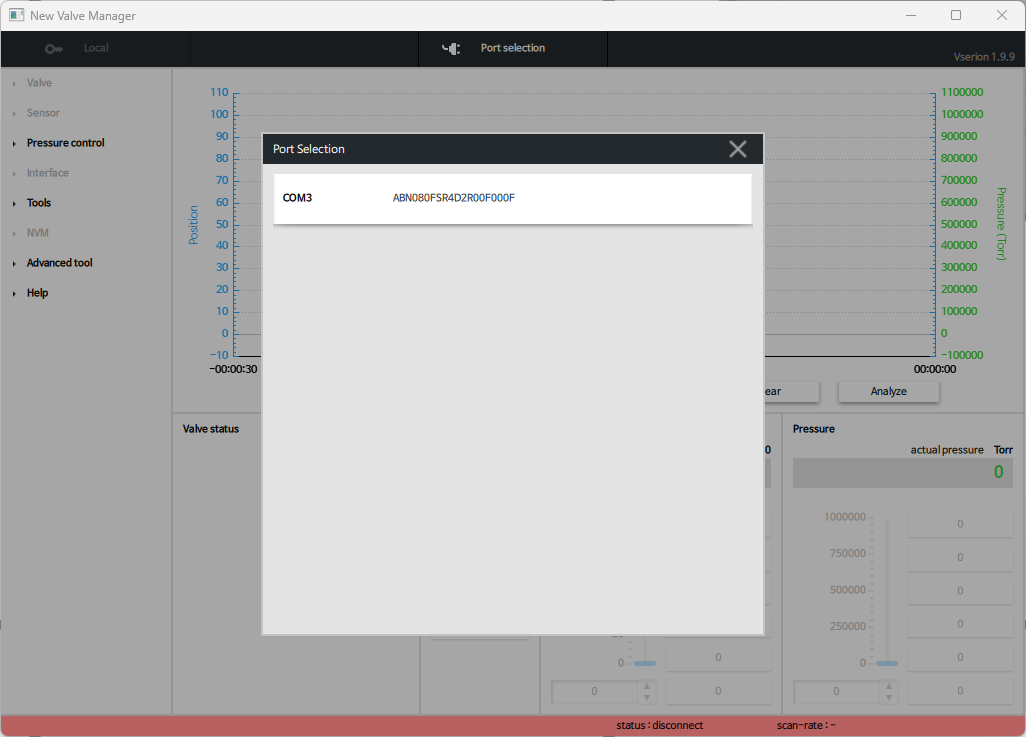 New Valve Manager
Local
Port selection
Vserion 1.9.9
Valve
Sensor
Pressure control
Interface
Tools
NVM
Advanced tool
Help
Position
110
100
90
80
70
60
50
40
30
20
10
0
-10
-00:00:30
1100000
1000000
900000
800000
700000
600000
500000
400000
300000
200000
100000
0
-100000
00:00:00
Pressure (Torr)
Port Selection
COM3 ABN080FSR4D2R00F000F
ear
Analyze
Valve status
0
0
0
0
0
Pressure
actual pressure Torr
0
1000000
750000
500000
250000
0
0
0
0
0
0
0
0
status : disconnect
scan-rate : -